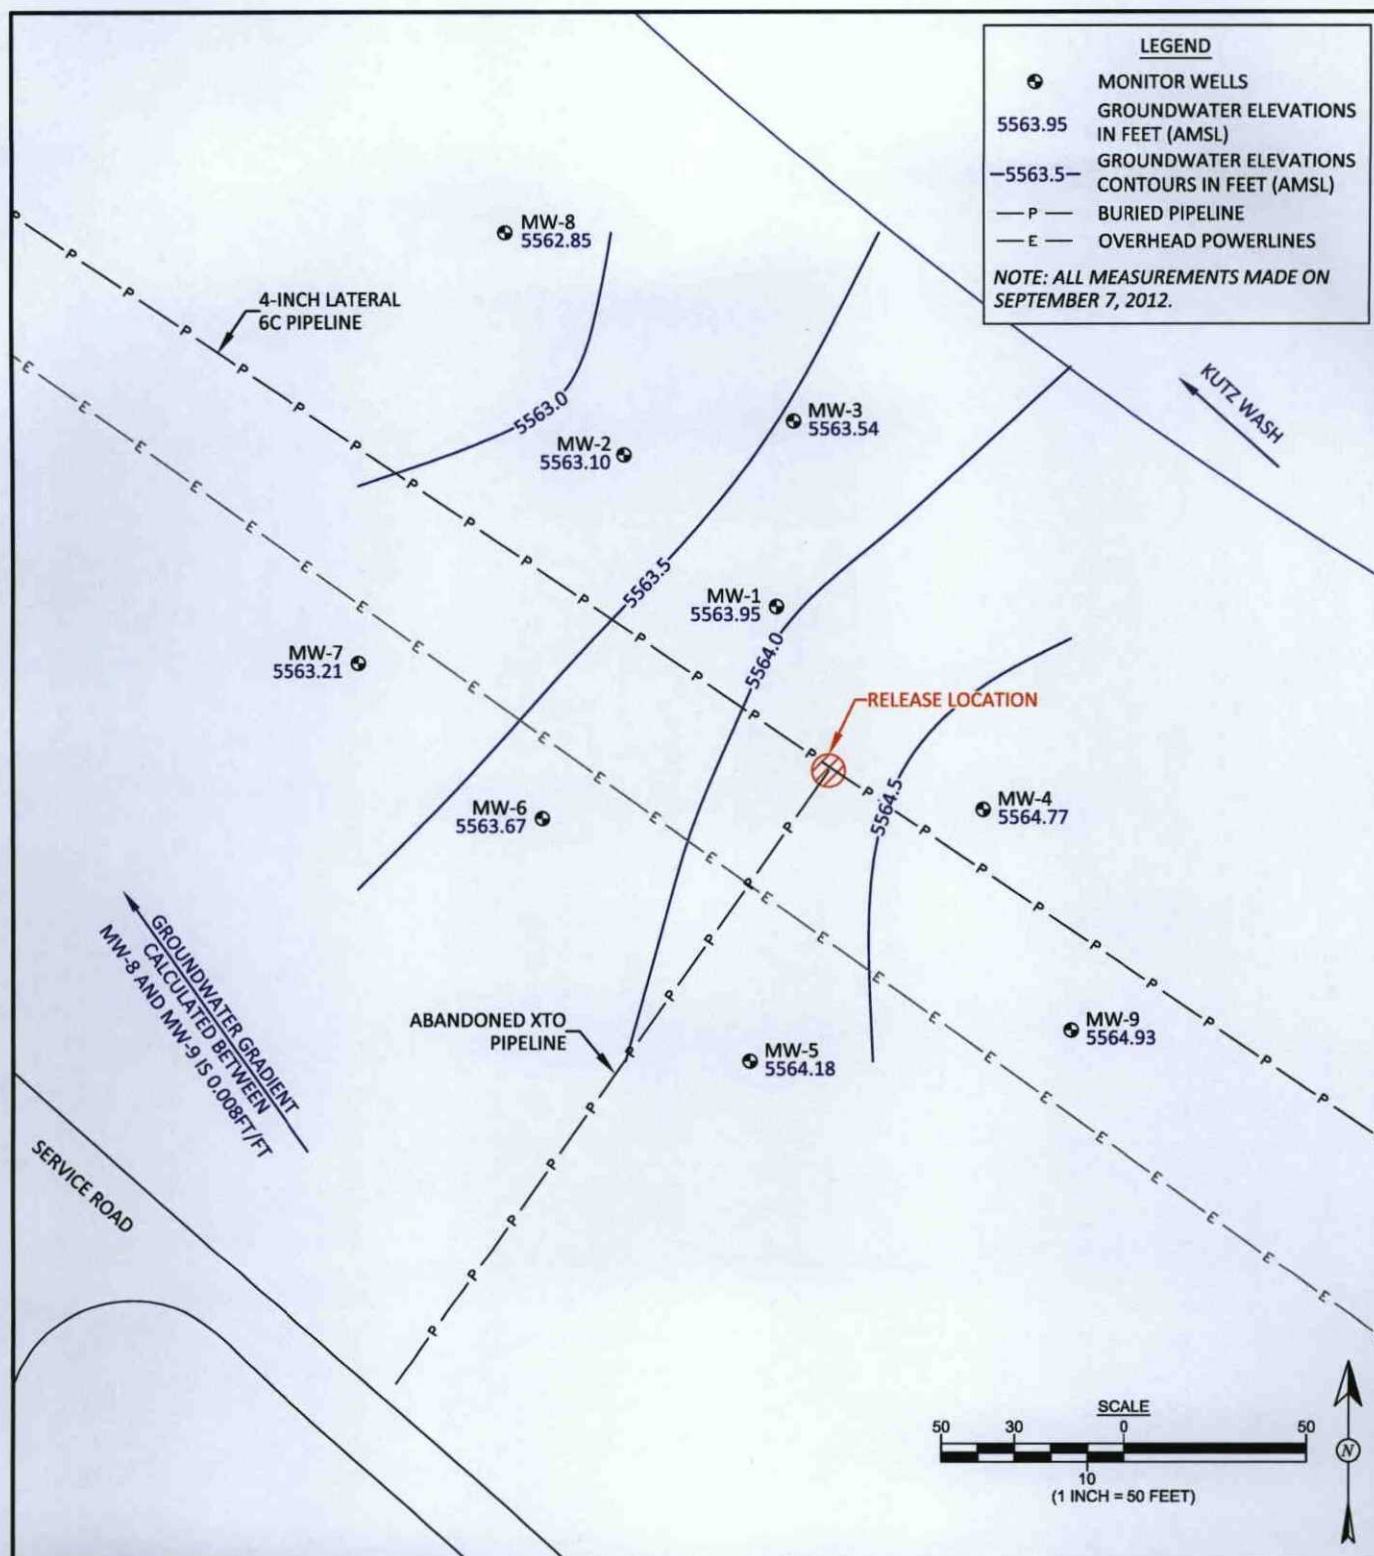 LEGEND
MONITOR WELLS
5563.95
GROUNDWATER ELEVATIONS
IN FEET (AMSL)
5563.5
GROUNDWATER ELEVATIONS
CONTOURS IN FEET (AMSL)
P
BURIED PIPELINE
E
OVERHEAD POWERLINES
NOTE: ALL MEASUREMENTS MADE ON
SEPTEMBER 7, 2012.
MW-8
5562.85
4-INCH LATERAL
6C PIPELINE
KUTZ WASH
5563.0
MW-3
5563.54
MW-2
5563.10
5563.5
MW-1
5563.95
5564.0
MW-7
5563.21
RELEASE LOCATION
MW-6
5563.67
5564.5
MW-4
5564.77
GROUNDWATER GRADIENT
CALCULATED BETWEEN
MW-8 AND MW-9 IS 0.008FT/FT
ABANDONED XTO
PIPELINE
MW-5
5564.18
MW-9
5564.93
SERVICE ROAD
SCALE
50 30 0 50
10
(1 INCH = 50 FEET)
N